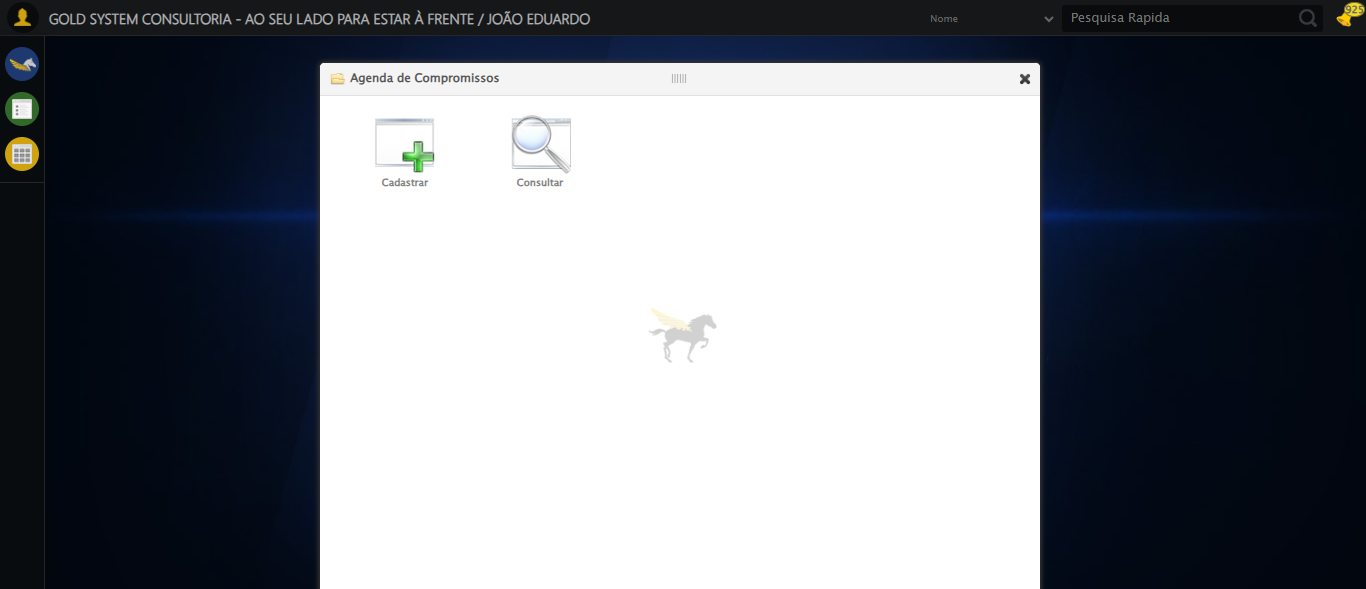 GOLD SYSTEM CONSULTORIA - AO SEU LADO PARA ESTAR À FRENTE / JOÃO EDUARDO
Nome
Pesquisa Rapida
925
Agenda de Compromissos
Cadastrar
Consultar